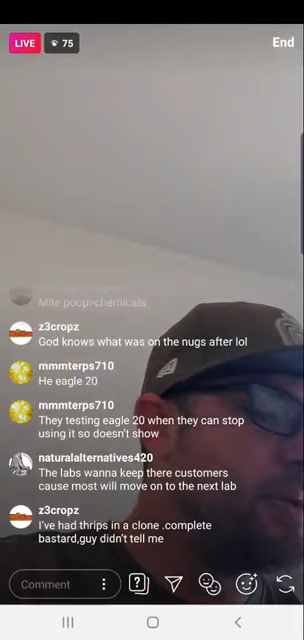 LIVE
75
End
Mite poop>chemicals
z3cropz
God knows what was on the nugs after lol
mmmterps710
He eagle 20
mmmterps710
They testing eagle 20 when they can stop
using it so doesn't show
naturalalternatives420
The labs wanna keep there customers
cause most will move on to the next lab
z3cropz
I've had thrips in a clone .complete
bastard,guy didn't tell me
Comment